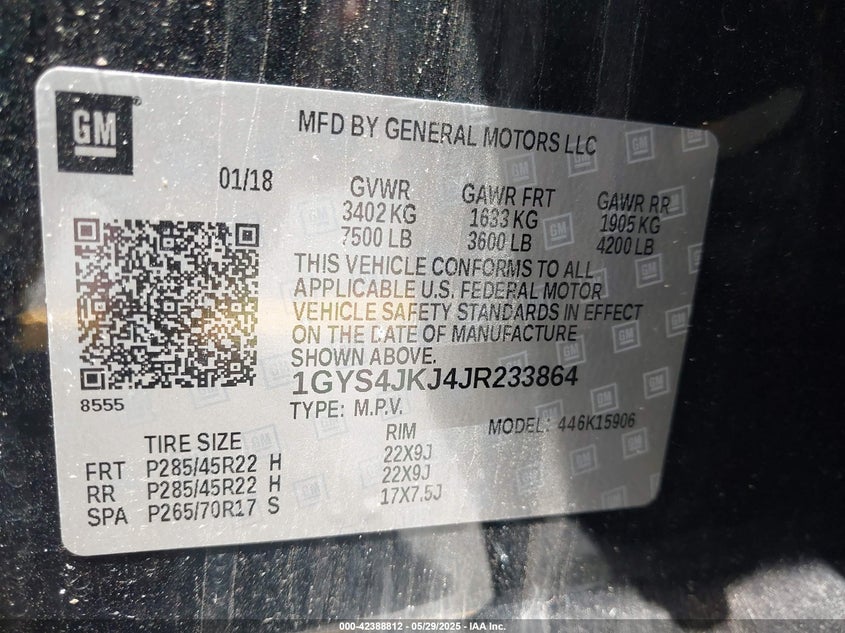 GM
MFD BY GENERAL MOTORS LLC
01/18
GVWR GAWR FRT GAWR RR
3402 KG 1633 KG 1905 KG
7500 LB 3600 LB 4200 LB
THIS VEHICLE CONFORMS TO ALL
APPLICABLE U.S. FEDERAL MOTOR
VEHICLE SAFETY STANDARDS IN EFFECT
ON THE DATE OF MANUFACTURE
SHOWN ABOVE.
1GYS4JKJ4JR233864
8555
TYPE: M.P.V. MODEL: 446K15906
TIRE SIZE RIM
FRT P285/45R22 H 22X9J
RR P285/45R22 H 22X9J
SPA P265/70R17 S 17X7.5J
000-42388812 - 05/29/2025 - IAA Inc.